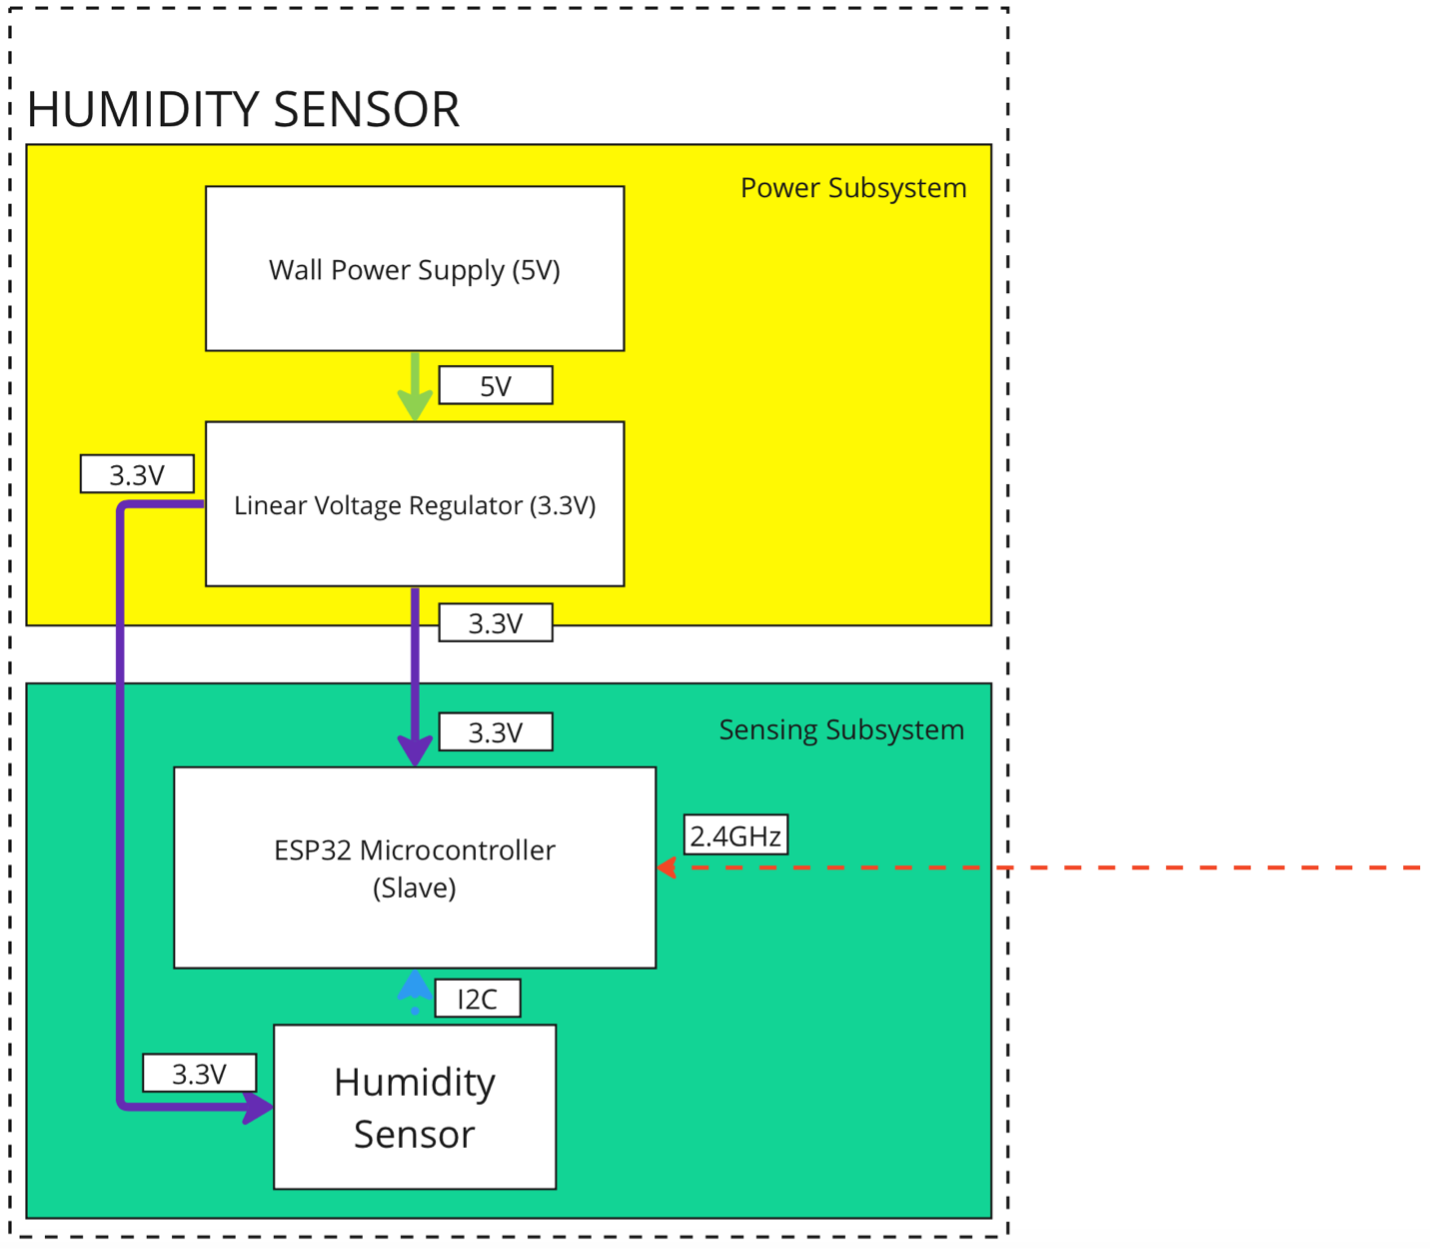 HUMIDITY SENSOR
Power Subsystem
Wall Power Supply (5V)
5V
3.3V
Linear Voltage Regulator (3.3V)
3.3V
Sensing Subsystem
3.3V
2.4GHz
ESP32 Microcontroller
(Slave)
I2C
3.3V
Humidity
Sensor